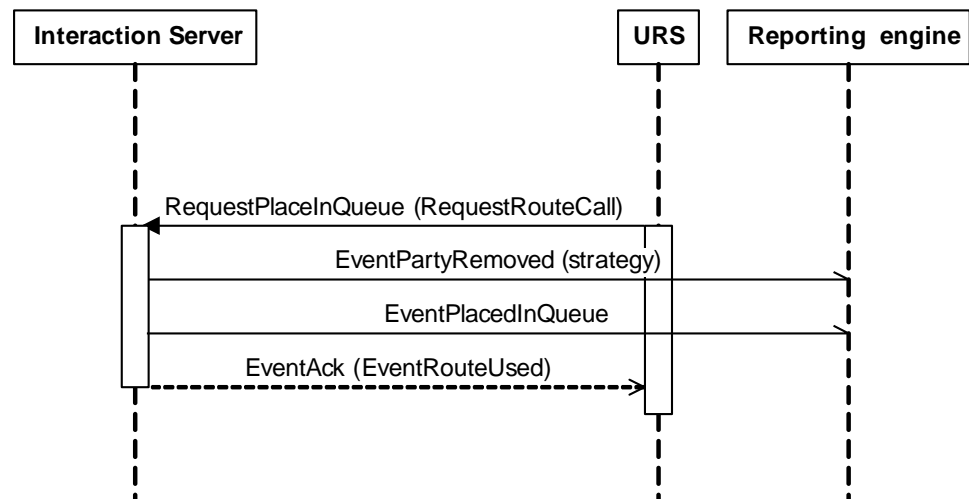 Interaction Server
URS
Reporting engine
RequestPlaceInQueue (RequestRouteCall)
EventPartyRemoved (strategy)
EventPlacedInQueue
EventAck (EventRouteUsed)